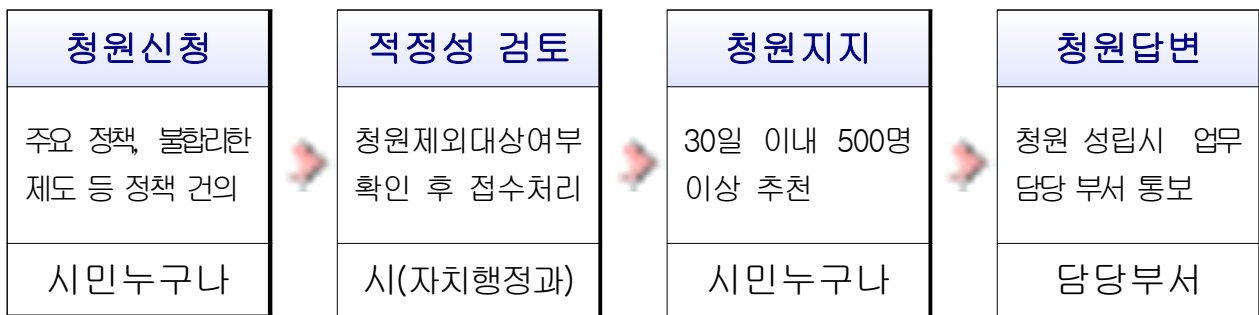 청원신청
주요 정책, 불합리한
제도 등 정책 건의
시민누구나
적정성 검토
청원제외대상여부
확인 후 접수처리
시(자치행정과)
청원지지
30일 이내 500명
이상 추천
시민누구나
청원답변
청원 성립시 업무
담당 부서 통보
담당부서